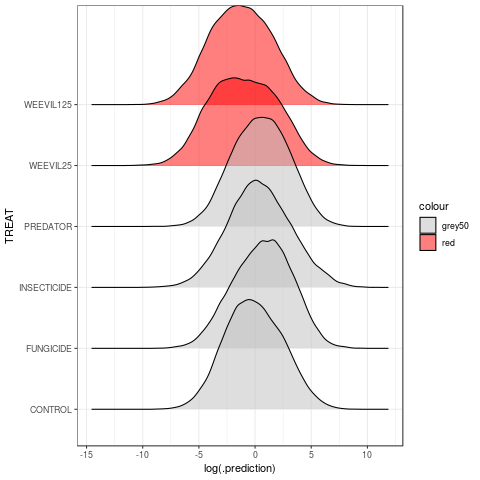 TREAT
WEEVIL125
WEEVIL25
PREDATOR
INSECTICIDE
FUNGICIDE
CONTROL
-15 -10 -5 0 5 10
log(.prediction)
colour
grey50
red